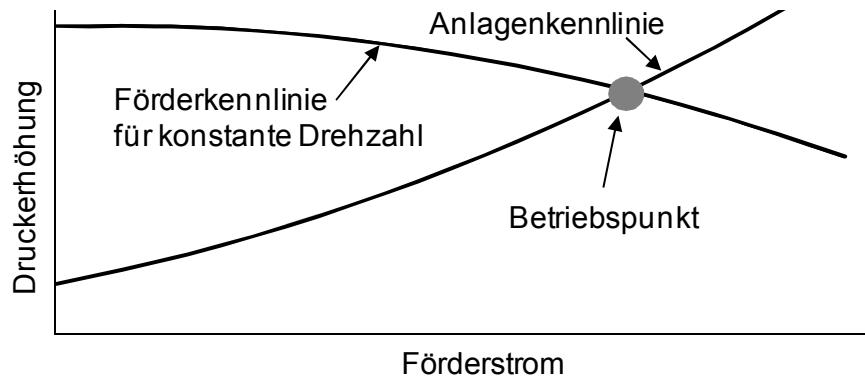 Anlagenkennlinie
Förderkennlinie
für konstante Drehzahl
Betriebspunkt
Druckerhöhung
Förderstrom